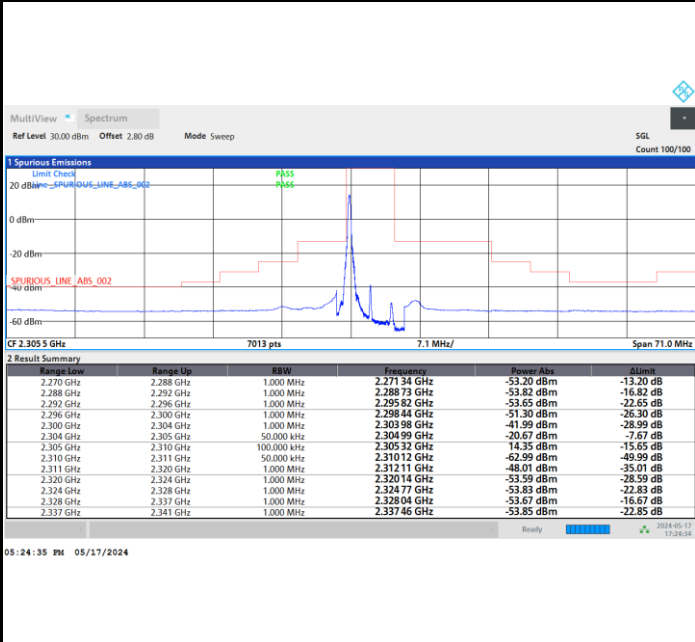 MultiView Spectrum
Ref Level 30.00 dBm Offset 2.80 dB Mode Sweep SGL
Count 100/100
1 Spurious Emissions
Limit Check PASS
20 dBm Line _SPURIOUS_LINE_ABS_002 PASS
0 dBm
-20 dBm
_SPURIOUS_LINE_ABS_002
-40 dBm
-60 dBm
CF 2.305 5 GHz 7013 pts 7.1 MHz/ Span 71.0 MHz
2 Result Summary
Range Low Range Up RBW Frequency Power Abs ΔLimit
2.270 GHz 2.288 GHz 1.000 MHz 2.271 34 GHz -53.20 dBm -13.20 dB
2.288 GHz 2.292 GHz 1.000 MHz 2.288 73 GHz -53.82 dBm -16.82 dB
2.292 GHz 2.296 GHz 1.000 MHz 2.295 82 GHz -53.65 dBm -22.65 dB
2.296 GHz 2.300 GHz 1.000 MHz 2.298 44 GHz -51.30 dBm -26.30 dB
2.300 GHz 2.304 GHz 1.000 MHz 2.303 98 GHz -41.99 dBm -28.99 dB
2.304 GHz 2.305 GHz 50.000 kHz 2.304 99 GHz -20.67 dBm -7.67 dB
2.305 GHz 2.310 GHz 100.000 kHz 2.305 32 GHz 14.35 dBm -15.65 dB
2.310 GHz 2.311 GHz 50.000 kHz 2.310 12 GHz -62.99 dBm -49.99 dB
2.311 GHz 2.320 GHz 1.000 MHz 2.312 11 GHz -48.01 dBm -35.01 dB
2.320 GHz 2.324 GHz 1.000 MHz 2.320 14 GHz -53.59 dBm -28.59 dB
2.324 GHz 2.328 GHz 1.000 MHz 2.324 77 GHz -53.83 dBm -22.83 dB
2.328 GHz 2.337 GHz 1.000 MHz 2.328 04 GHz -53.67 dBm -16.67 dB
2.337 GHz 2.341 GHz 1.000 MHz 2.337 46 GHz -53.85 dBm -22.85 dB
Ready 2024-05-17
17:24:34
05:24:35 PM 05/17/2024